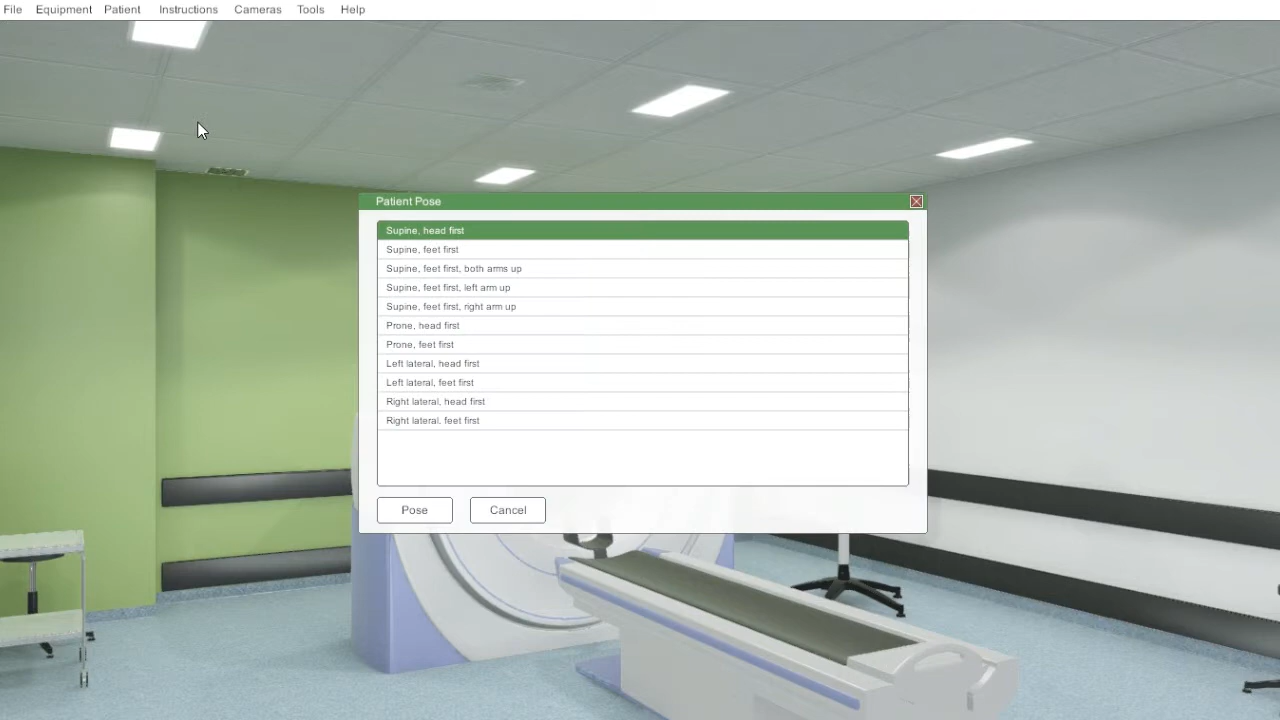 File Equipment Patient Instructions Cameras Tools Help
Patient Pose
Supine, head first
Supine, feet first
Supine, feet first, both arms up
Supine, feet first, left arm up
Supine, feet first, right arm up
Prone, head first
Prone, feet first
Left lateral, head first
Left lateral, feet first
Right lateral, head first
Right lateral. feet first
Pose Cancel